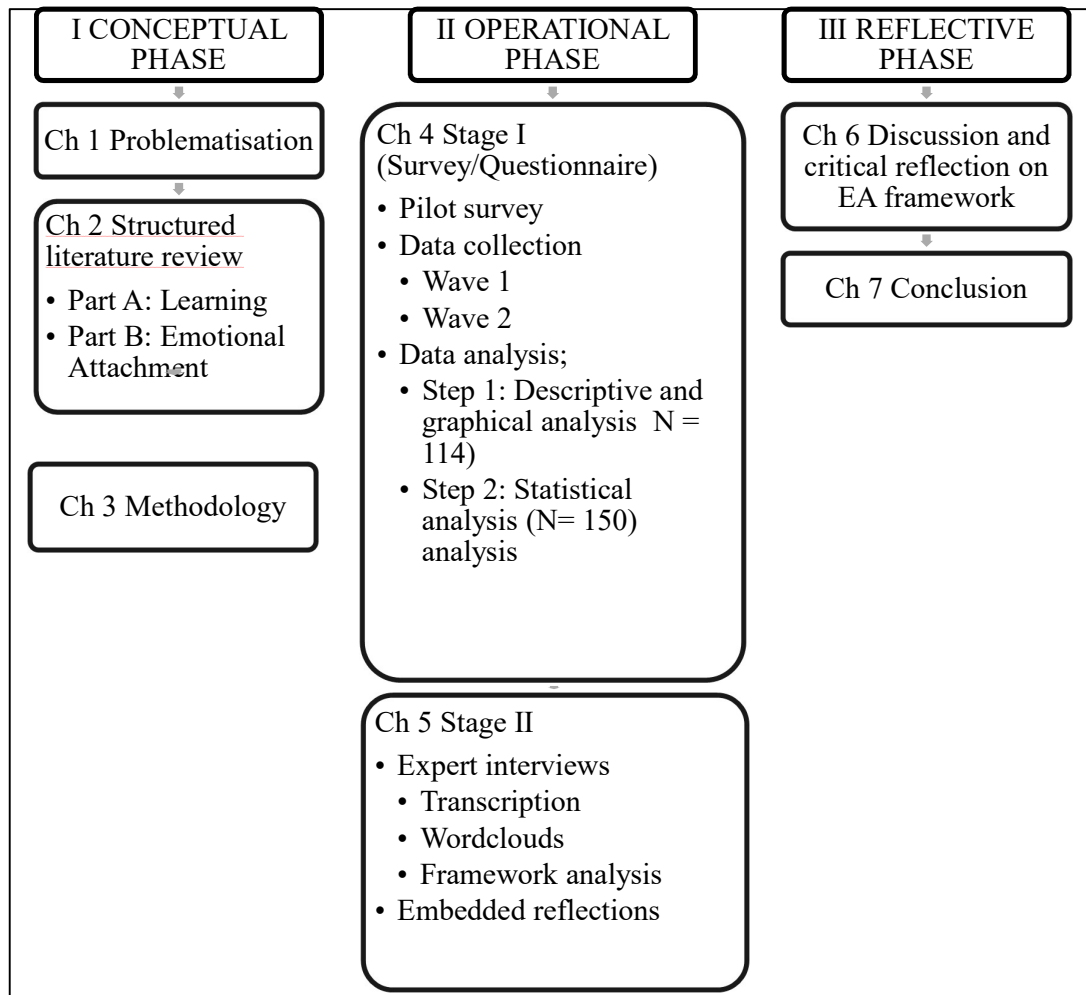 I CONCEPTUAL
PHASE
Ch 1 Problematisation
Ch 2 Structured
literature review
• Part A: Learning
• Part B: Emotional
Attachment
Ch 3 Methodology
II OPERATIONAL
PHASE
Ch 4 Stage I
(Survey/Questionnaire)
• Pilot survey
• Data collection
• Wave 1
• Wave 2
• Data analysis;
• Step 1: Descriptive and
graphical analysis  N =
114)
• Step 2: Statistical
analysis (N= 150)
analysis
Ch 5 Stage II
• Expert interviews
• Transcription
• Wordclouds
• Framework analysis
• Embedded reflections
III REFLECTIVE
PHASE
Ch 6 Discussion and
critical reflection on
EA framework
Ch 7 Conclusion